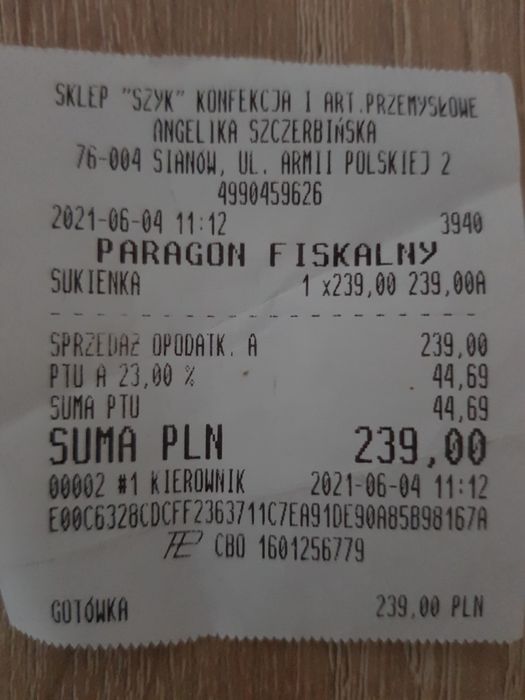 SKLEP "SZYK" KONFEKCJA I ART.PRZEMYSŁOWE
ANGELIKA SZCZERBIŃSKA
76-004 SIANÓW, UL. ARMII POLSKIEJ 2
4990459626
2021-06-04 11:12 3940
PARAGON FISKALNY
SUKIENKA 1 x239,00 239,00A
SPRZEDAŻ OPODATK. A 239,00
PTU A 23,00 % 44,69
SUMA PTU 44,69
SUMA PLN 239,00
00002 #1 KIEROWNIK 2021-06-04 11:12
E00C6328CDCFF2363711C7EA91DE90A85B98167A
CBO 1601256779
GOTÓWKA 239,00 PLN